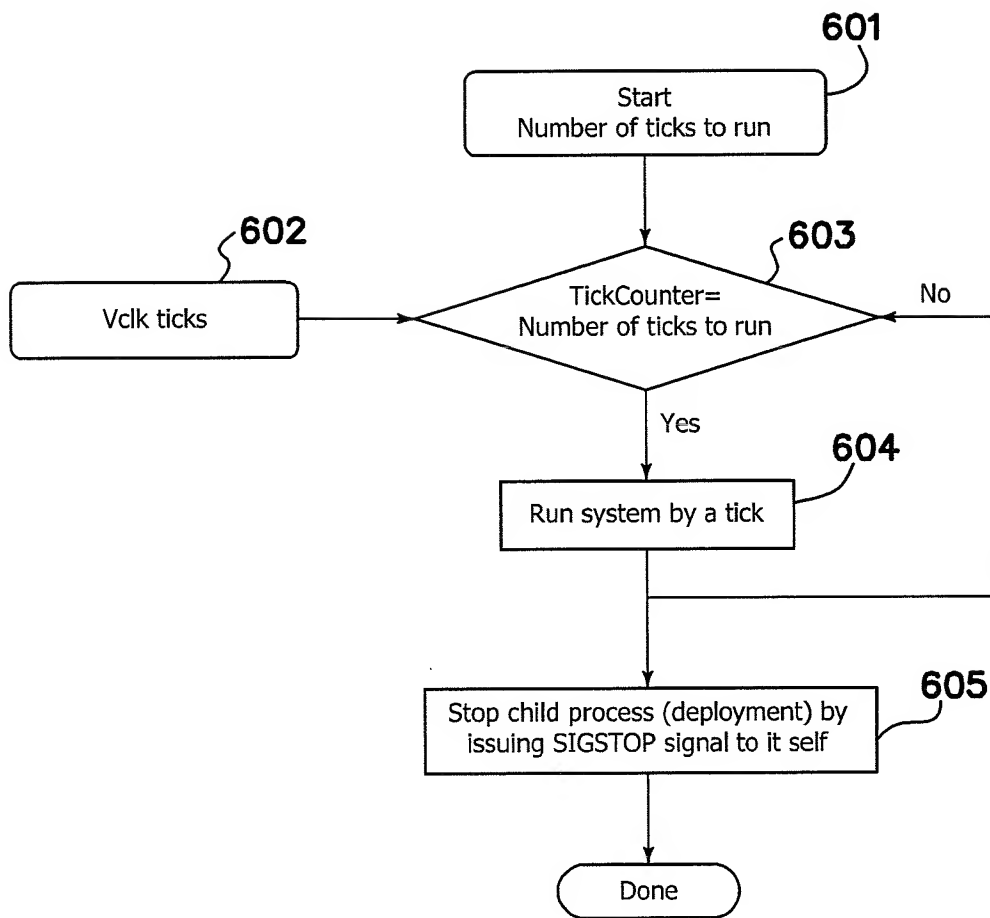 601
Start
Number of ticks to run
602
603
Vclk ticks
TickCounter=
Number of ticks to run
No
Yes
604
Run system by a tick
605
Stop child process (deployment) by
issuing SIGSTOP signal to it self
Done